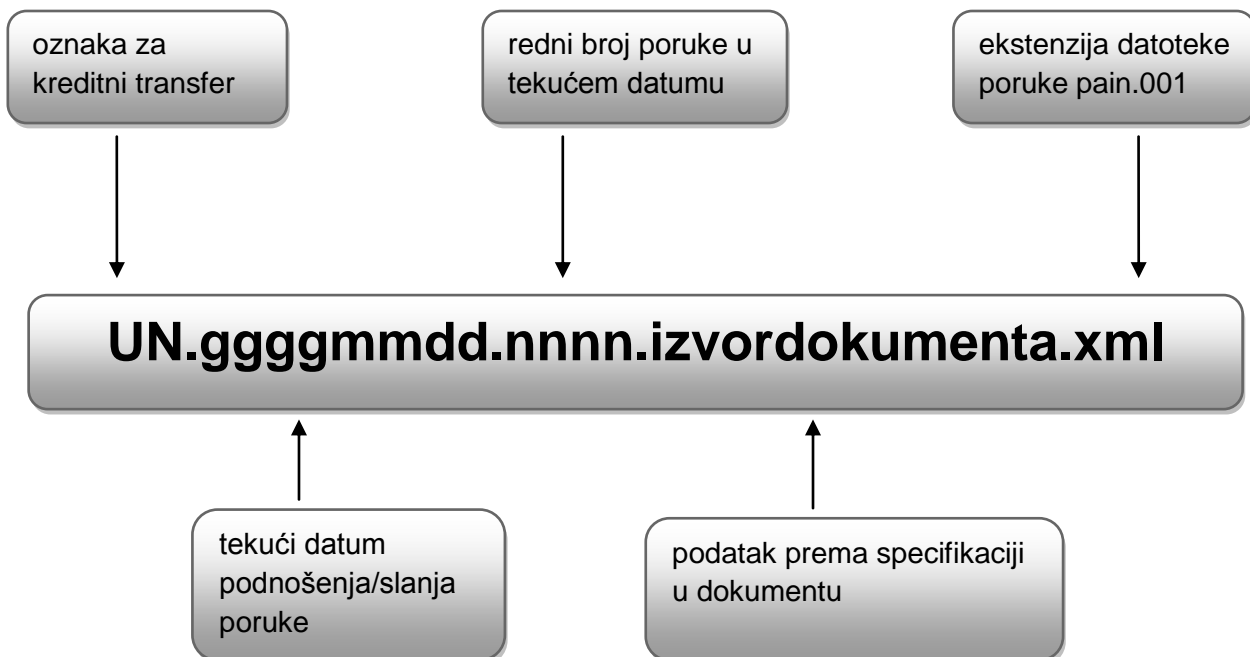 oznaka za
kreditni transfer
redni broj poruke u
tekućem datumu
ekstenzija datoteke
poruke pain.001
UN.ggggmmdd.nnnn.izvordokumenta.xml
tekući datum
podnošenja/slanja
poruke
podatak prema specifikaciji
u dokumentu